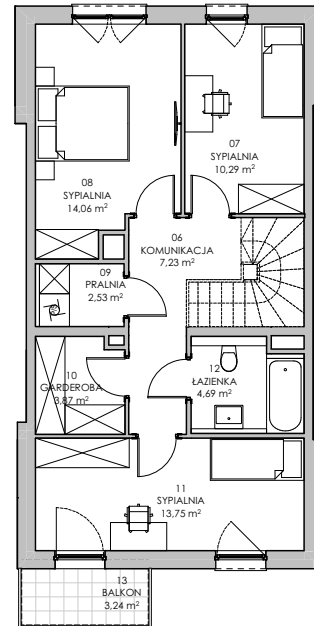 07
SYPIALNIA
10,29 m²
08
SYPIALNIA
14,06 m²
06
KOMUNIKACJA
7,23 m²
09
PRALNIA
2,53 m²
10
GARDEROBA
3,87 m²
12
ŁAZIENKA
4,69 m²
11
SYPIALNIA
13,75 m²
13
BALKON
3,24 m²